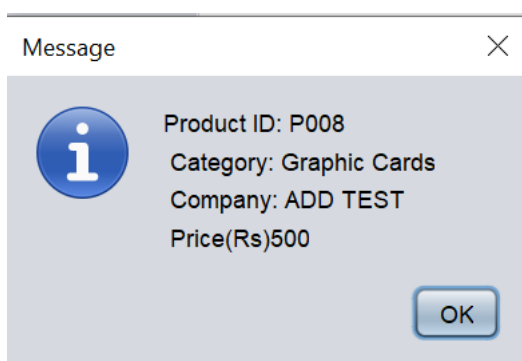 Message
Product ID: P008
Category: Graphic Cards
Company: ADD TEST
Price(Rs)500
OK